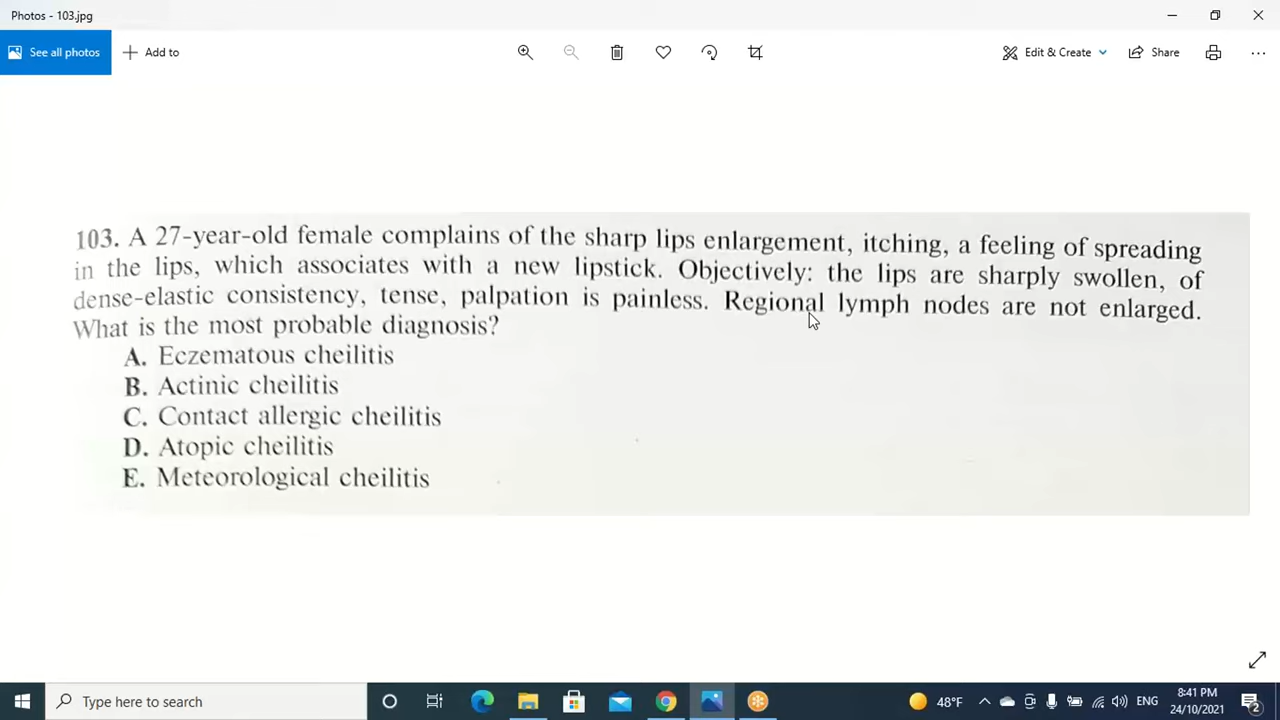 Photos - 103.jpg
See all photos
Add to
Edit & Create
Share
103. A 27-year-old female complains of the sharp lips enlargement, itching, a feeling of spreading
in the lips, which associates with a new lipstick. Objectively: the lips are sharply swollen, of
dense-elastic consistency, tense, palpation is painless. Regional lymph nodes are not enlarged.
What is the most probable diagnosis?
A. Eczematous cheilitis
B. Actinic cheilitis
C. Contact allergic cheilitis
D. Atopic cheilitis
E. Meteorological cheilitis
Type here to search
48°F
ENG
8:41 PM
24/10/2021
2